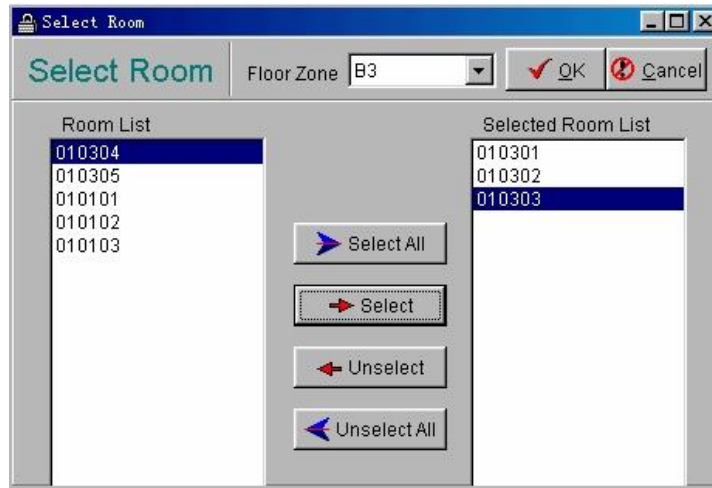 Select Room
Select Room
Floor Zone B3
OK
Cancel
Room List
010304
010305
010101
010102
010103
Select All
Select
Unselect
Unselect All
Selected Room List
010301
010302
010303